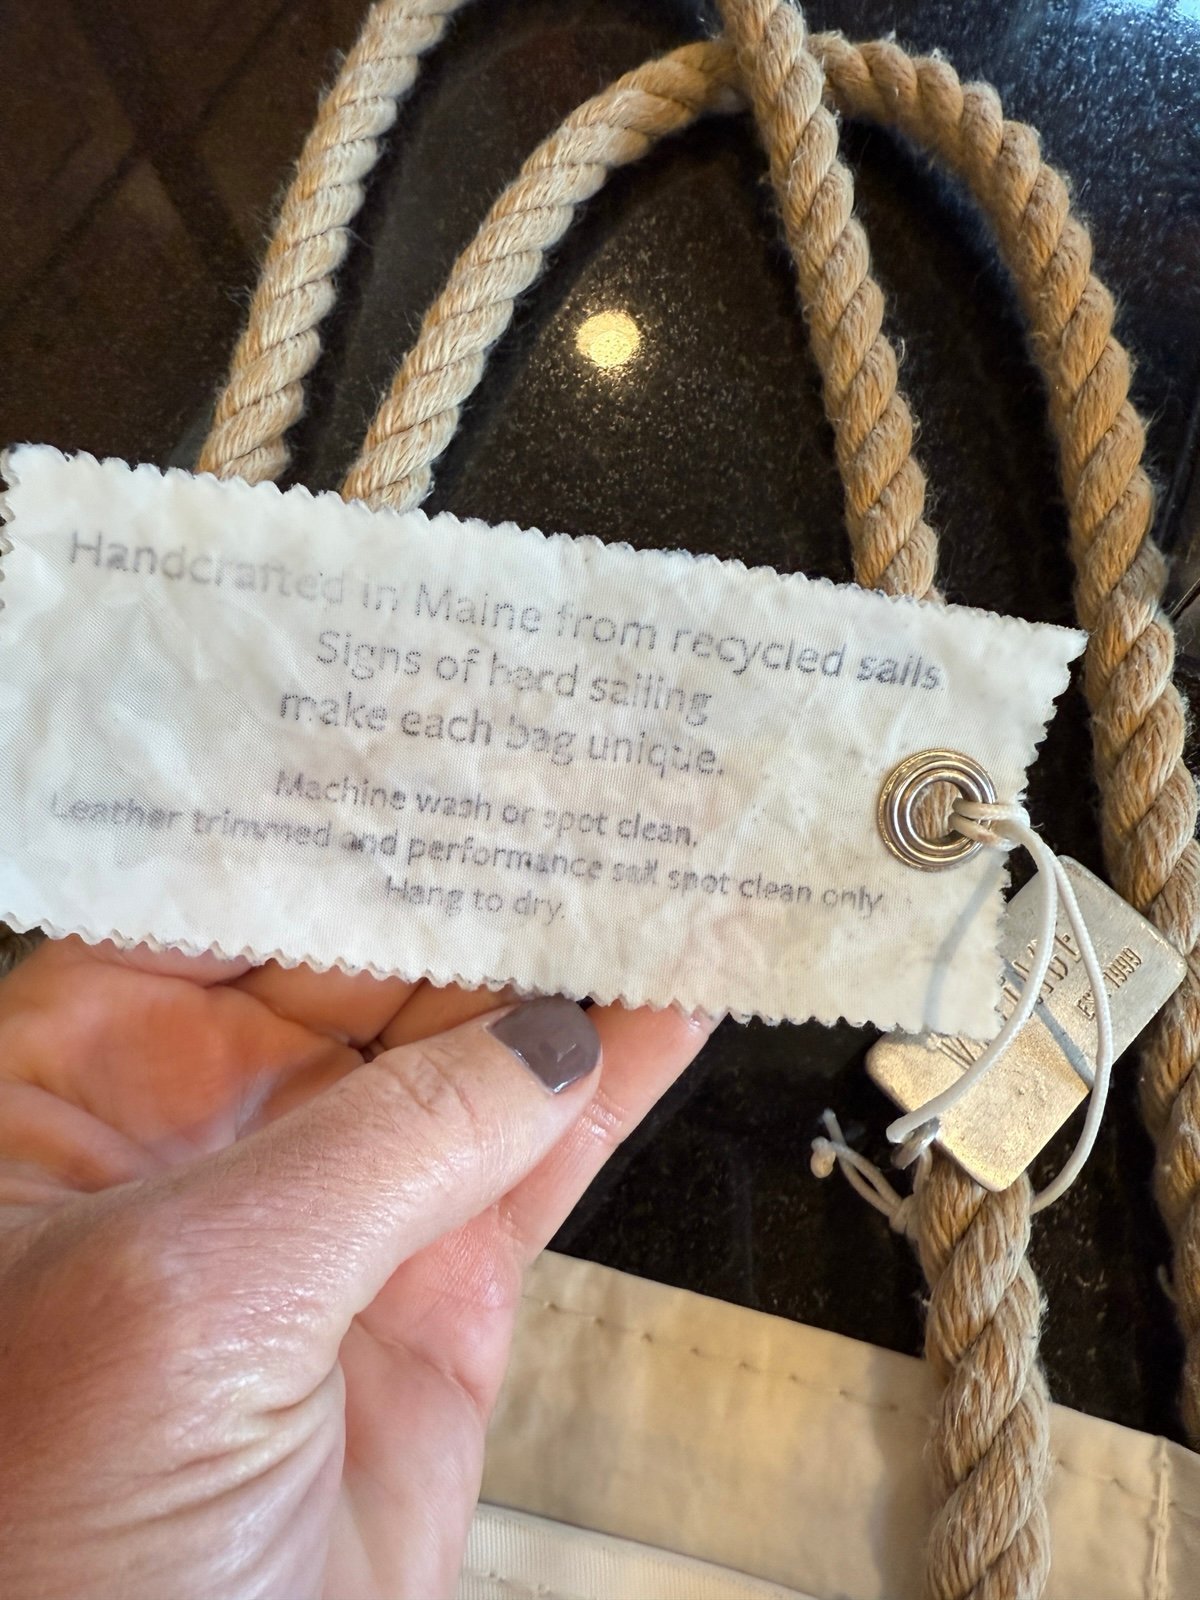 Handcrafted in Maine from recycled sails.
Signs of hard sailing
make each bag unique.
Machine wash or spot clean.
Leather trimmed and performance sail spot clean only.
Hang to dry.
1999